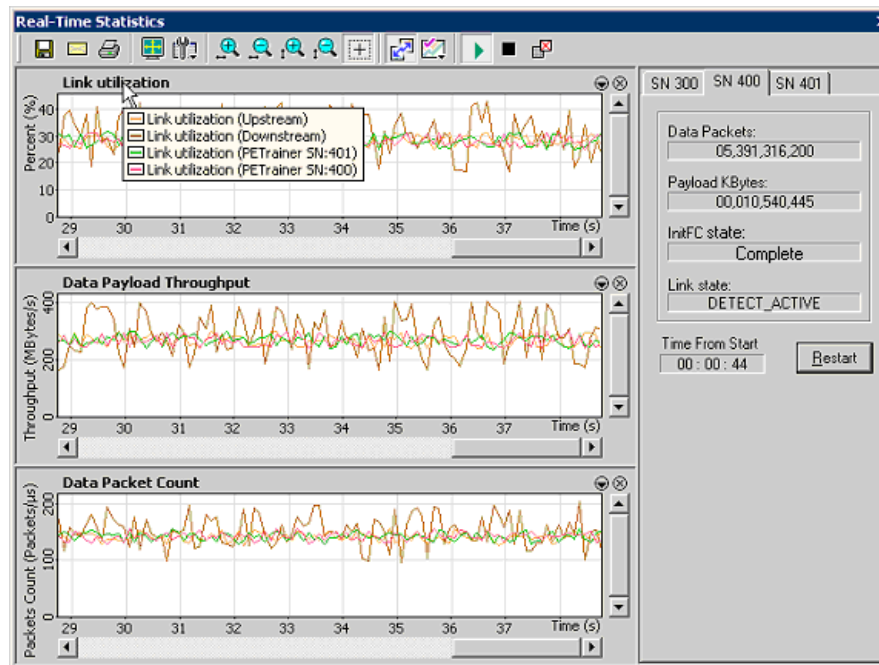 Real-Time Statistics
Link utilization
Percent (%)
40
30
20
10
0
Link utilization (Upstream)
Link utilization (Downstream)
Link utilization (PETrainer SN:401)
Link utilization (PETrainer SN:400)
29 30 31 32 33 34 35 36 37 Time (s)
Data Payload Throughput
Throughput (MBytes/s)
400
200
0
29 30 31 32 33 34 35 36 37 Time (s)
Data Packet Count
Packets Count (Packets/µs)
200
100
0
29 30 31 32 33 34 35 36 37 Time (s)
SN 300 SN 400 SN 401
Data Packets:
05,391,316,200
Payload KBytes:
00,010,540,445
InitFC state:
Complete
Link state:
DETECT_ACTIVE
Time From Start
00 : 00 : 44
Restart